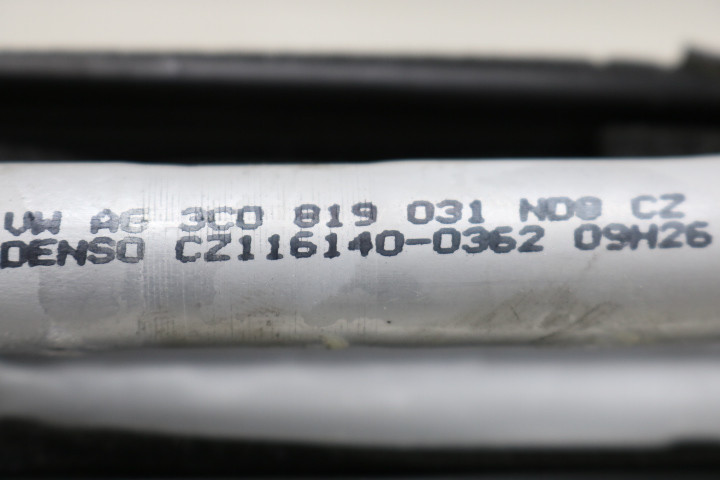 VW AG 3C0 819 031 ND8 CZ
DENSO CZ116140-0362 09H26